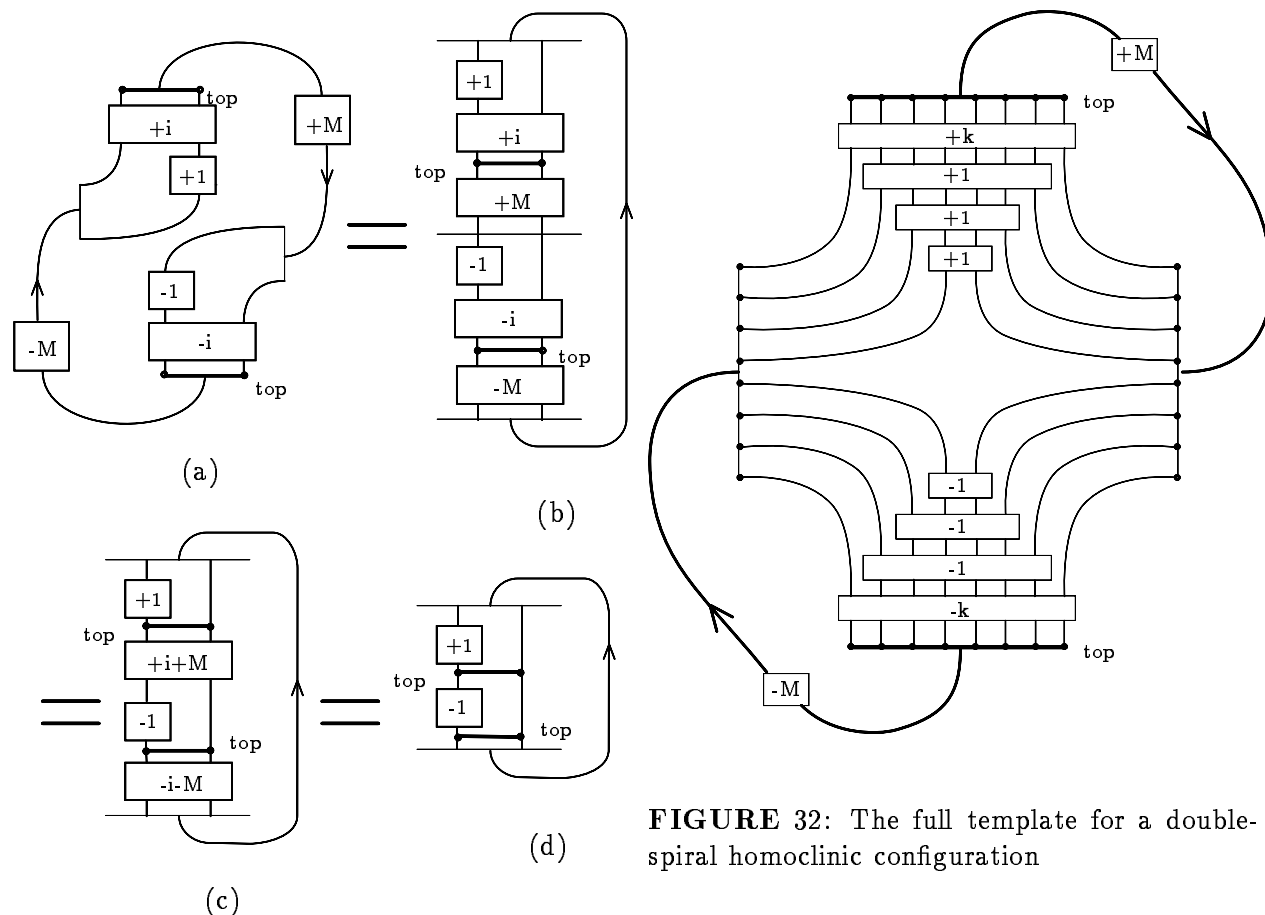 top
+i
+M
+1
-1
-M
-i
top
(a)
+1
+i
top
+M
-1
-i
top
-M
(b)
+1
top
+i+M
-1
top
-i-M
(c)
+1
top
-1
top
(d)
+M
top
+k
+1
+1
+1
-1
-1
-1
-k
top
-M
FIGURE 32: The full template for a double-
spiral homoclinic configuration